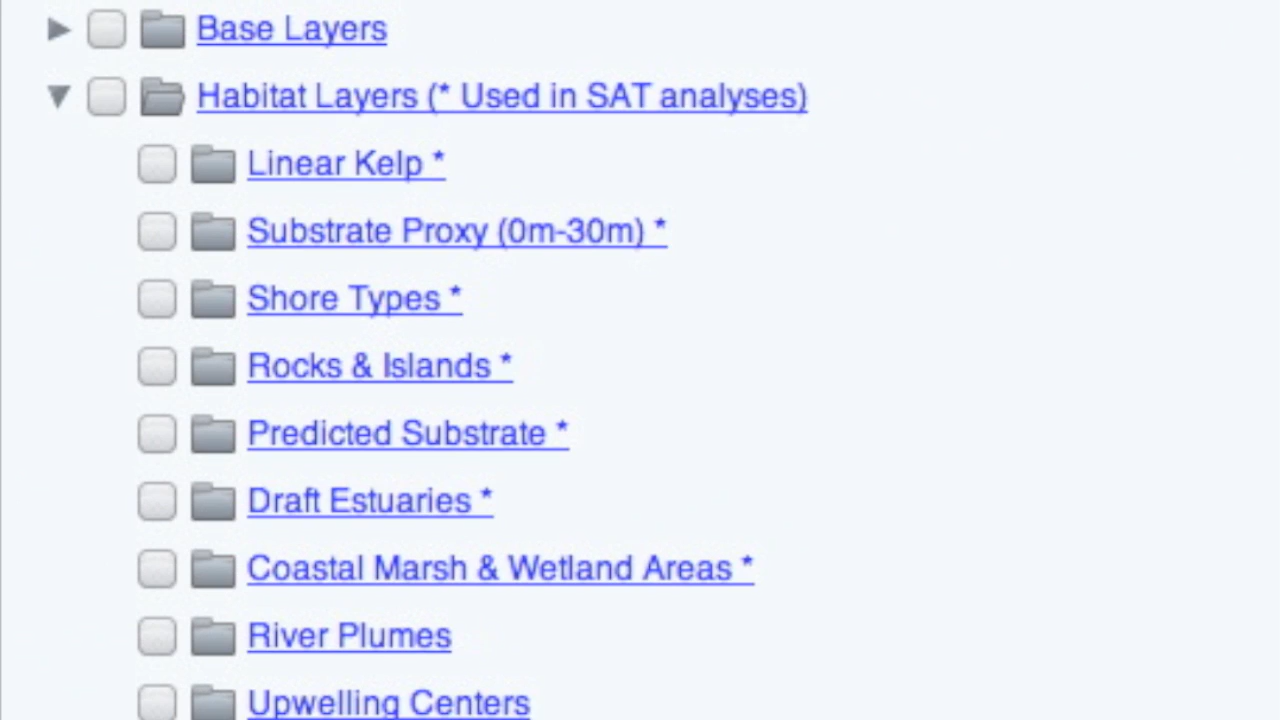 Base Layers
Habitat Layers (* Used in SAT analyses)
Linear Kelp *
Substrate Proxy (0m-30m) *
Shore Types *
Rocks & Islands *
Predicted Substrate *
Draft Estuaries *
Coastal Marsh & Wetland Areas *
River Plumes
Upwelling Centers